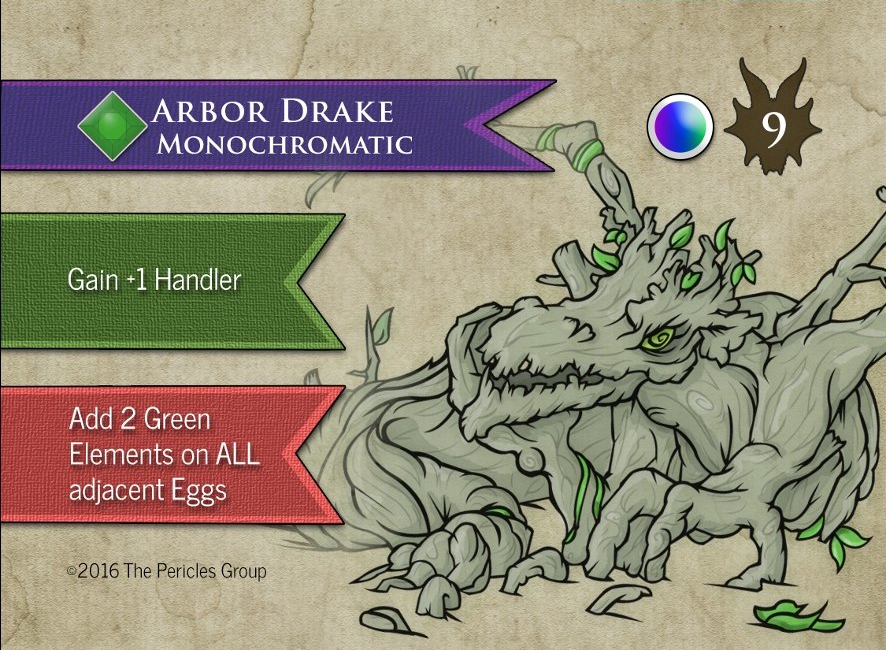 Arbor Drake
Monochromatic
9
Gain +1 Handler
Add 2 Green
Elements on ALL
adjacent Eggs
©2016 The Pericles Group